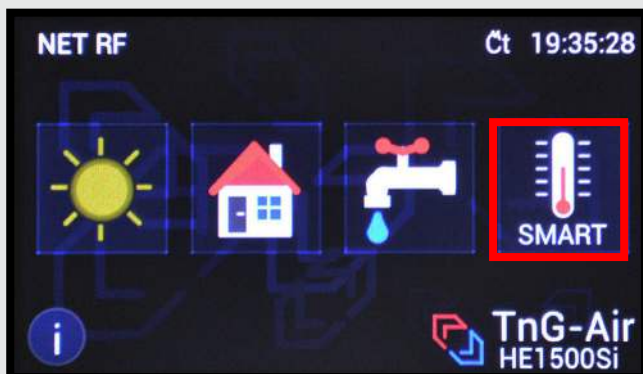 NET RF
Čt 19:35:28
SMART
i
TnG-Air
HE1500Si